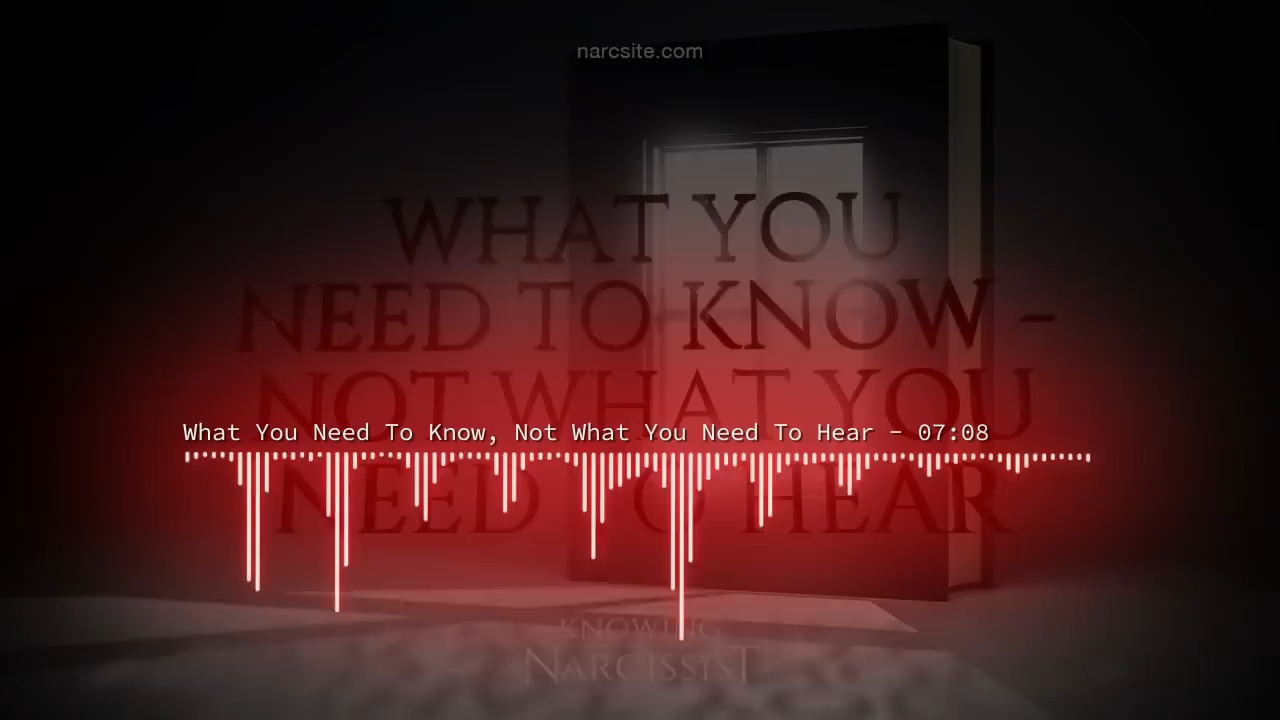 narcsite.com
WHAT YOU
NEED TO KNOW -
NOT WHAT YOU
What You Need To Know, Not What You Need To Hear - 07:08
NEED TO HEAR
KNOWING
NARCISSIST